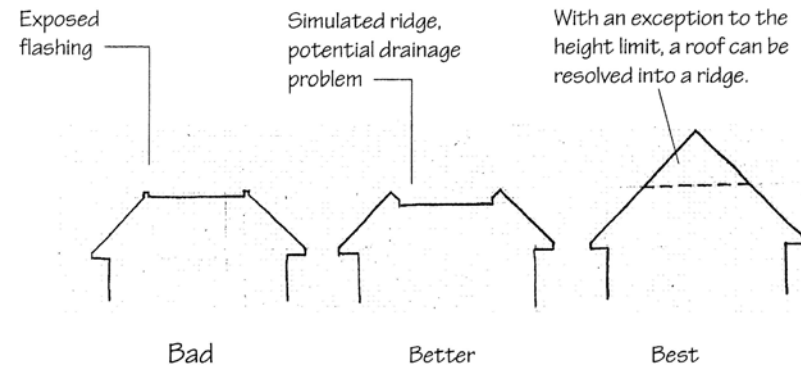 Exposed
flashing
Simulated ridge,
potential drainage
problem
With an exception to the
height limit, a roof can be
resolved into a ridge.
Bad
Better
Best